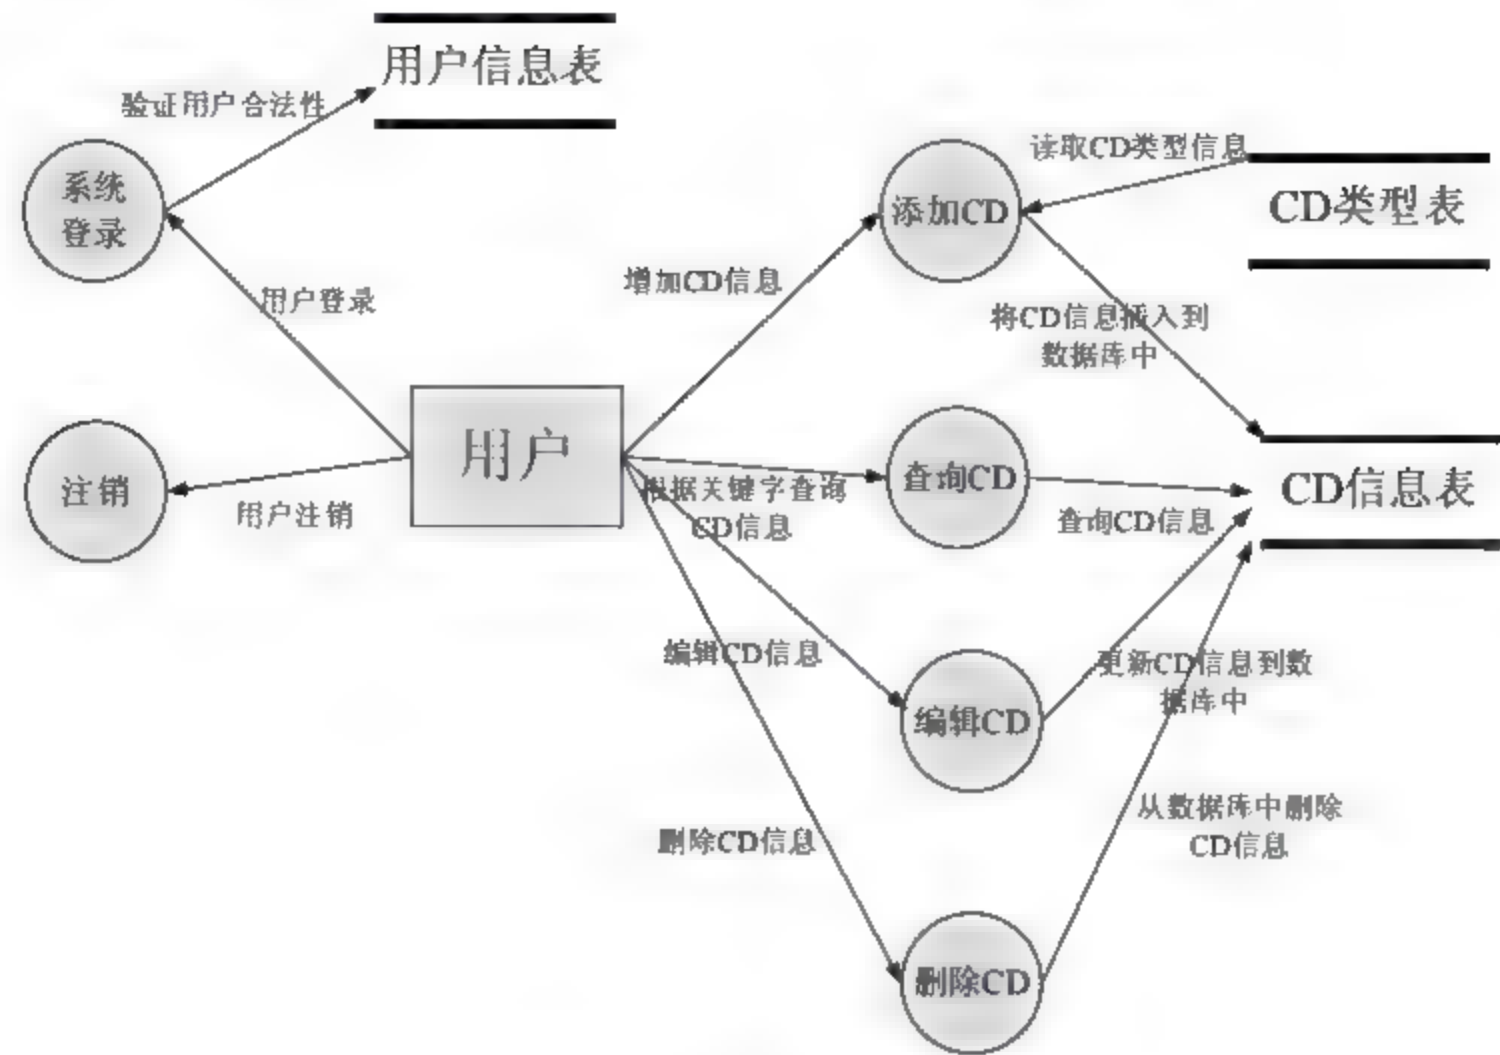 用户信息表
验证用户合法性
系统
登录
用户登录
注销
用户注销
用户
增加CD信息
添加CD
读取CD类型信息
CD类型表
将CD信息插入到
数据库中
根据关键字查询
CD信息
查询CD
查询CD信息
CD信息表
编辑CD信息
编辑CD
更新CD信息到数
据库中
删除CD信息
删除CD
从数据库中删除
CD信息